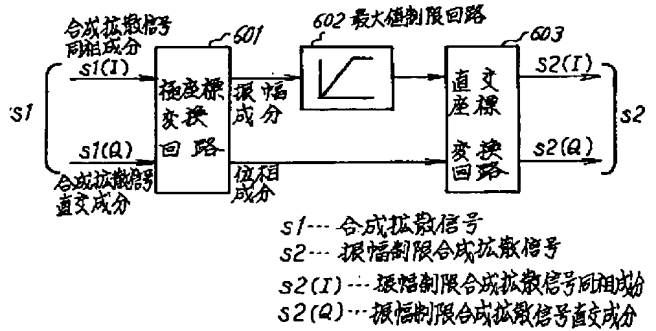 合成拡散信号
同相成分
s1(I)
s1
s1(Q)
合成拡散信号
直交成分
601
極座標
変換
回路
振幅
成分
位相
成分
602 最大値制限回路
603
直交
座標
変換
回路
s2(I)
s2
s2(Q)
s1…合成拡散信号
s2…振幅制限合成拡散信号
s2(I)…振幅制限合成拡散信号同相成分
s2(Q)…振幅制限合成拡散信号直交成分